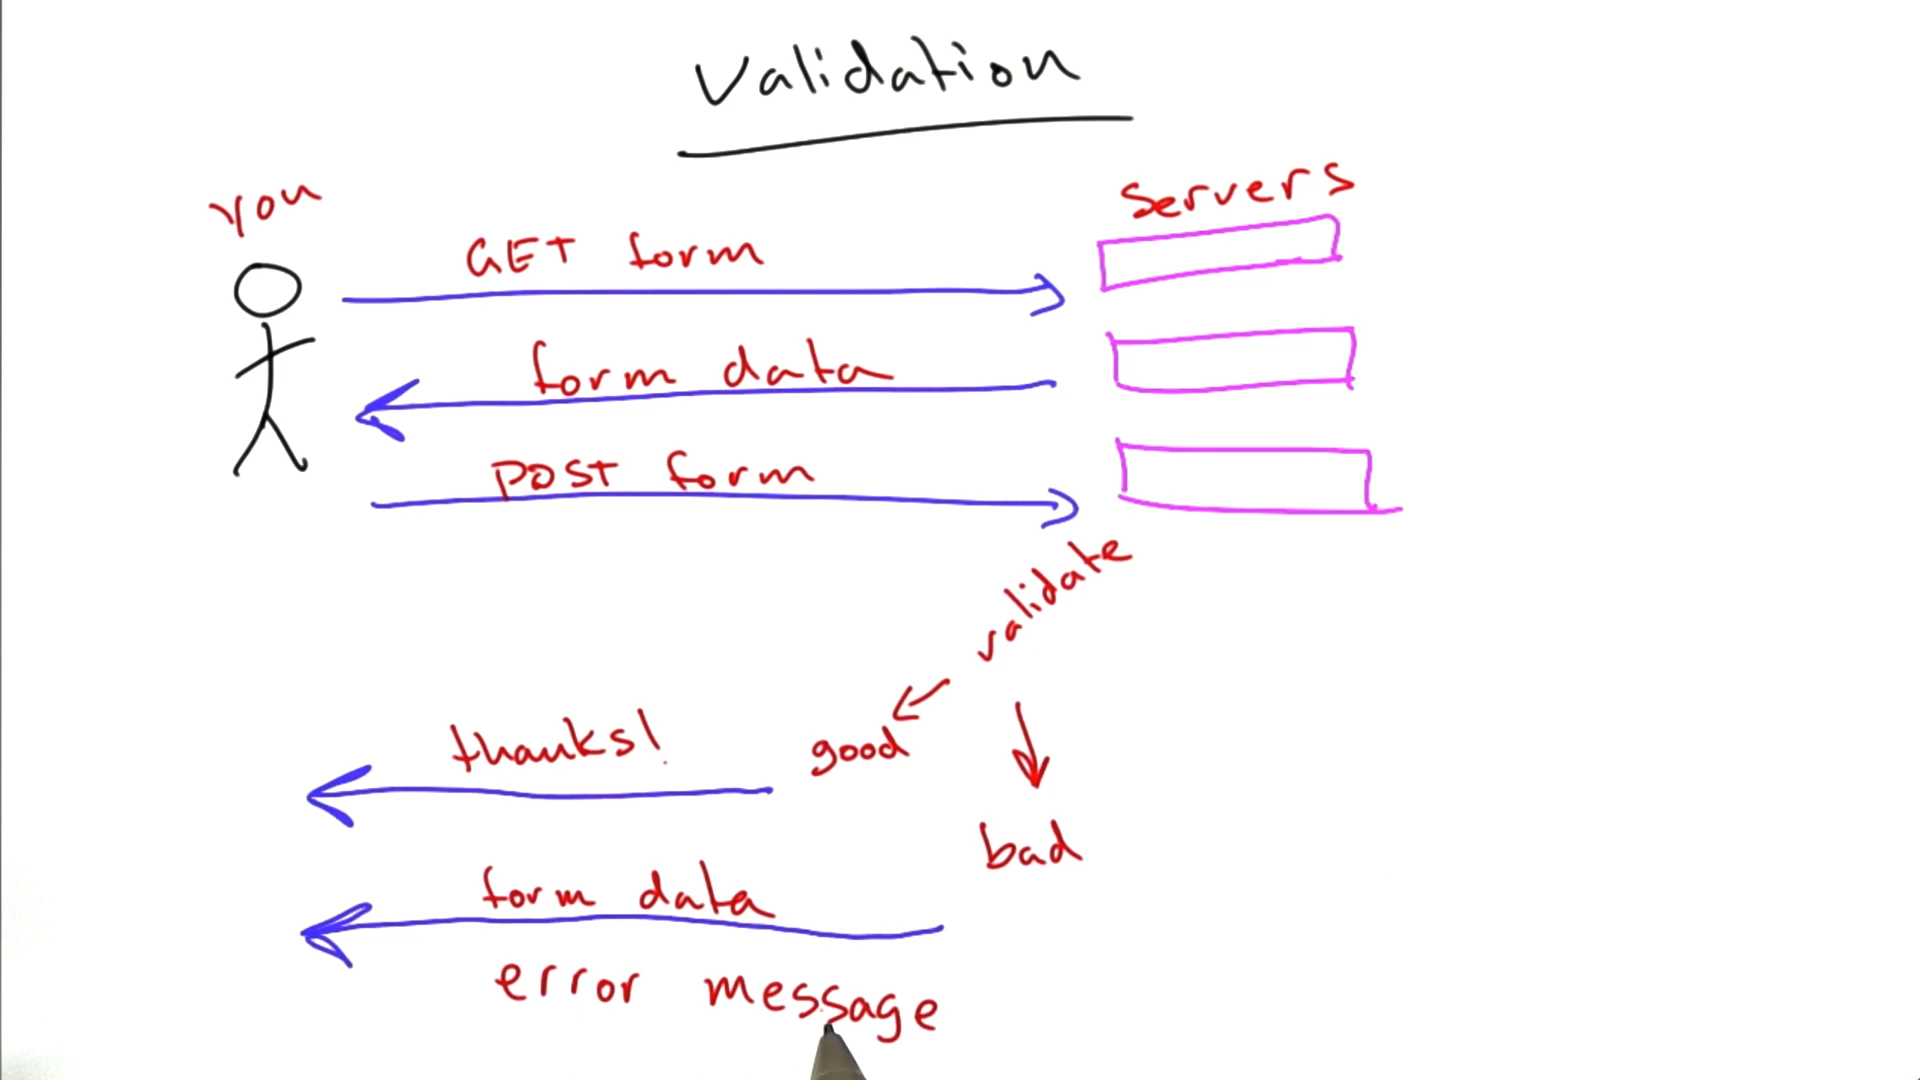 Validation
you
Servers
GET form
form data
POST form
validate
good
bad
thanks!
form data
error message